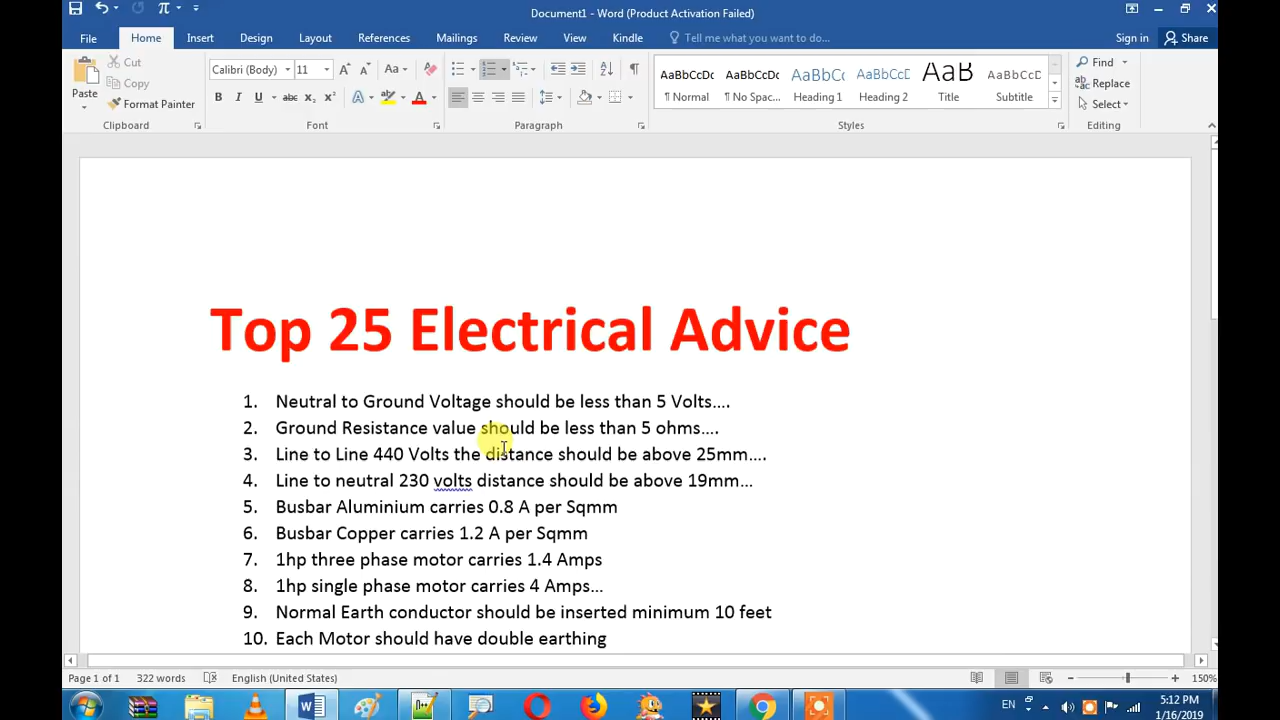 Document1 - Word (Product Activation Failed)
File Home Insert Design Layout References Mailings Review View Kindle Tell me what you want to do... Sign in Share
Paste Cut Copy Format Painter
Calibri (Body) 11
AaBbCcDc AaBbCcDc AaBbCc AaBbCcD AaB AaBbCcD
¶ Normal ¶ No Spac... Heading 1 Heading 2 Title Subtitle
Find
Replace
Select
Clipboard Font Paragraph Styles Editing
Top 25 Electrical Advice
1. Neutral to Ground Voltage should be less than 5 Volts....
2. Ground Resistance value should be less than 5 ohms....
3. Line to Line 440 Volts the distance should be above 25mm....
4. Line to neutral 230 volts distance should be above 19mm...
5. Busbar Aluminium carries 0.8 A per Sqmm
6. Busbar Copper carries 1.2 A per Sqmm
7. 1hp three phase motor carries 1.4 Amps
8. 1hp single phase motor carries 4 Amps...
9. Normal Earth conductor should be inserted minimum 10 feet
10. Each Motor should have double earthing
Page 1 of 1 322 words English (United States) 150%
EN 5:12 PM
1/16/2019